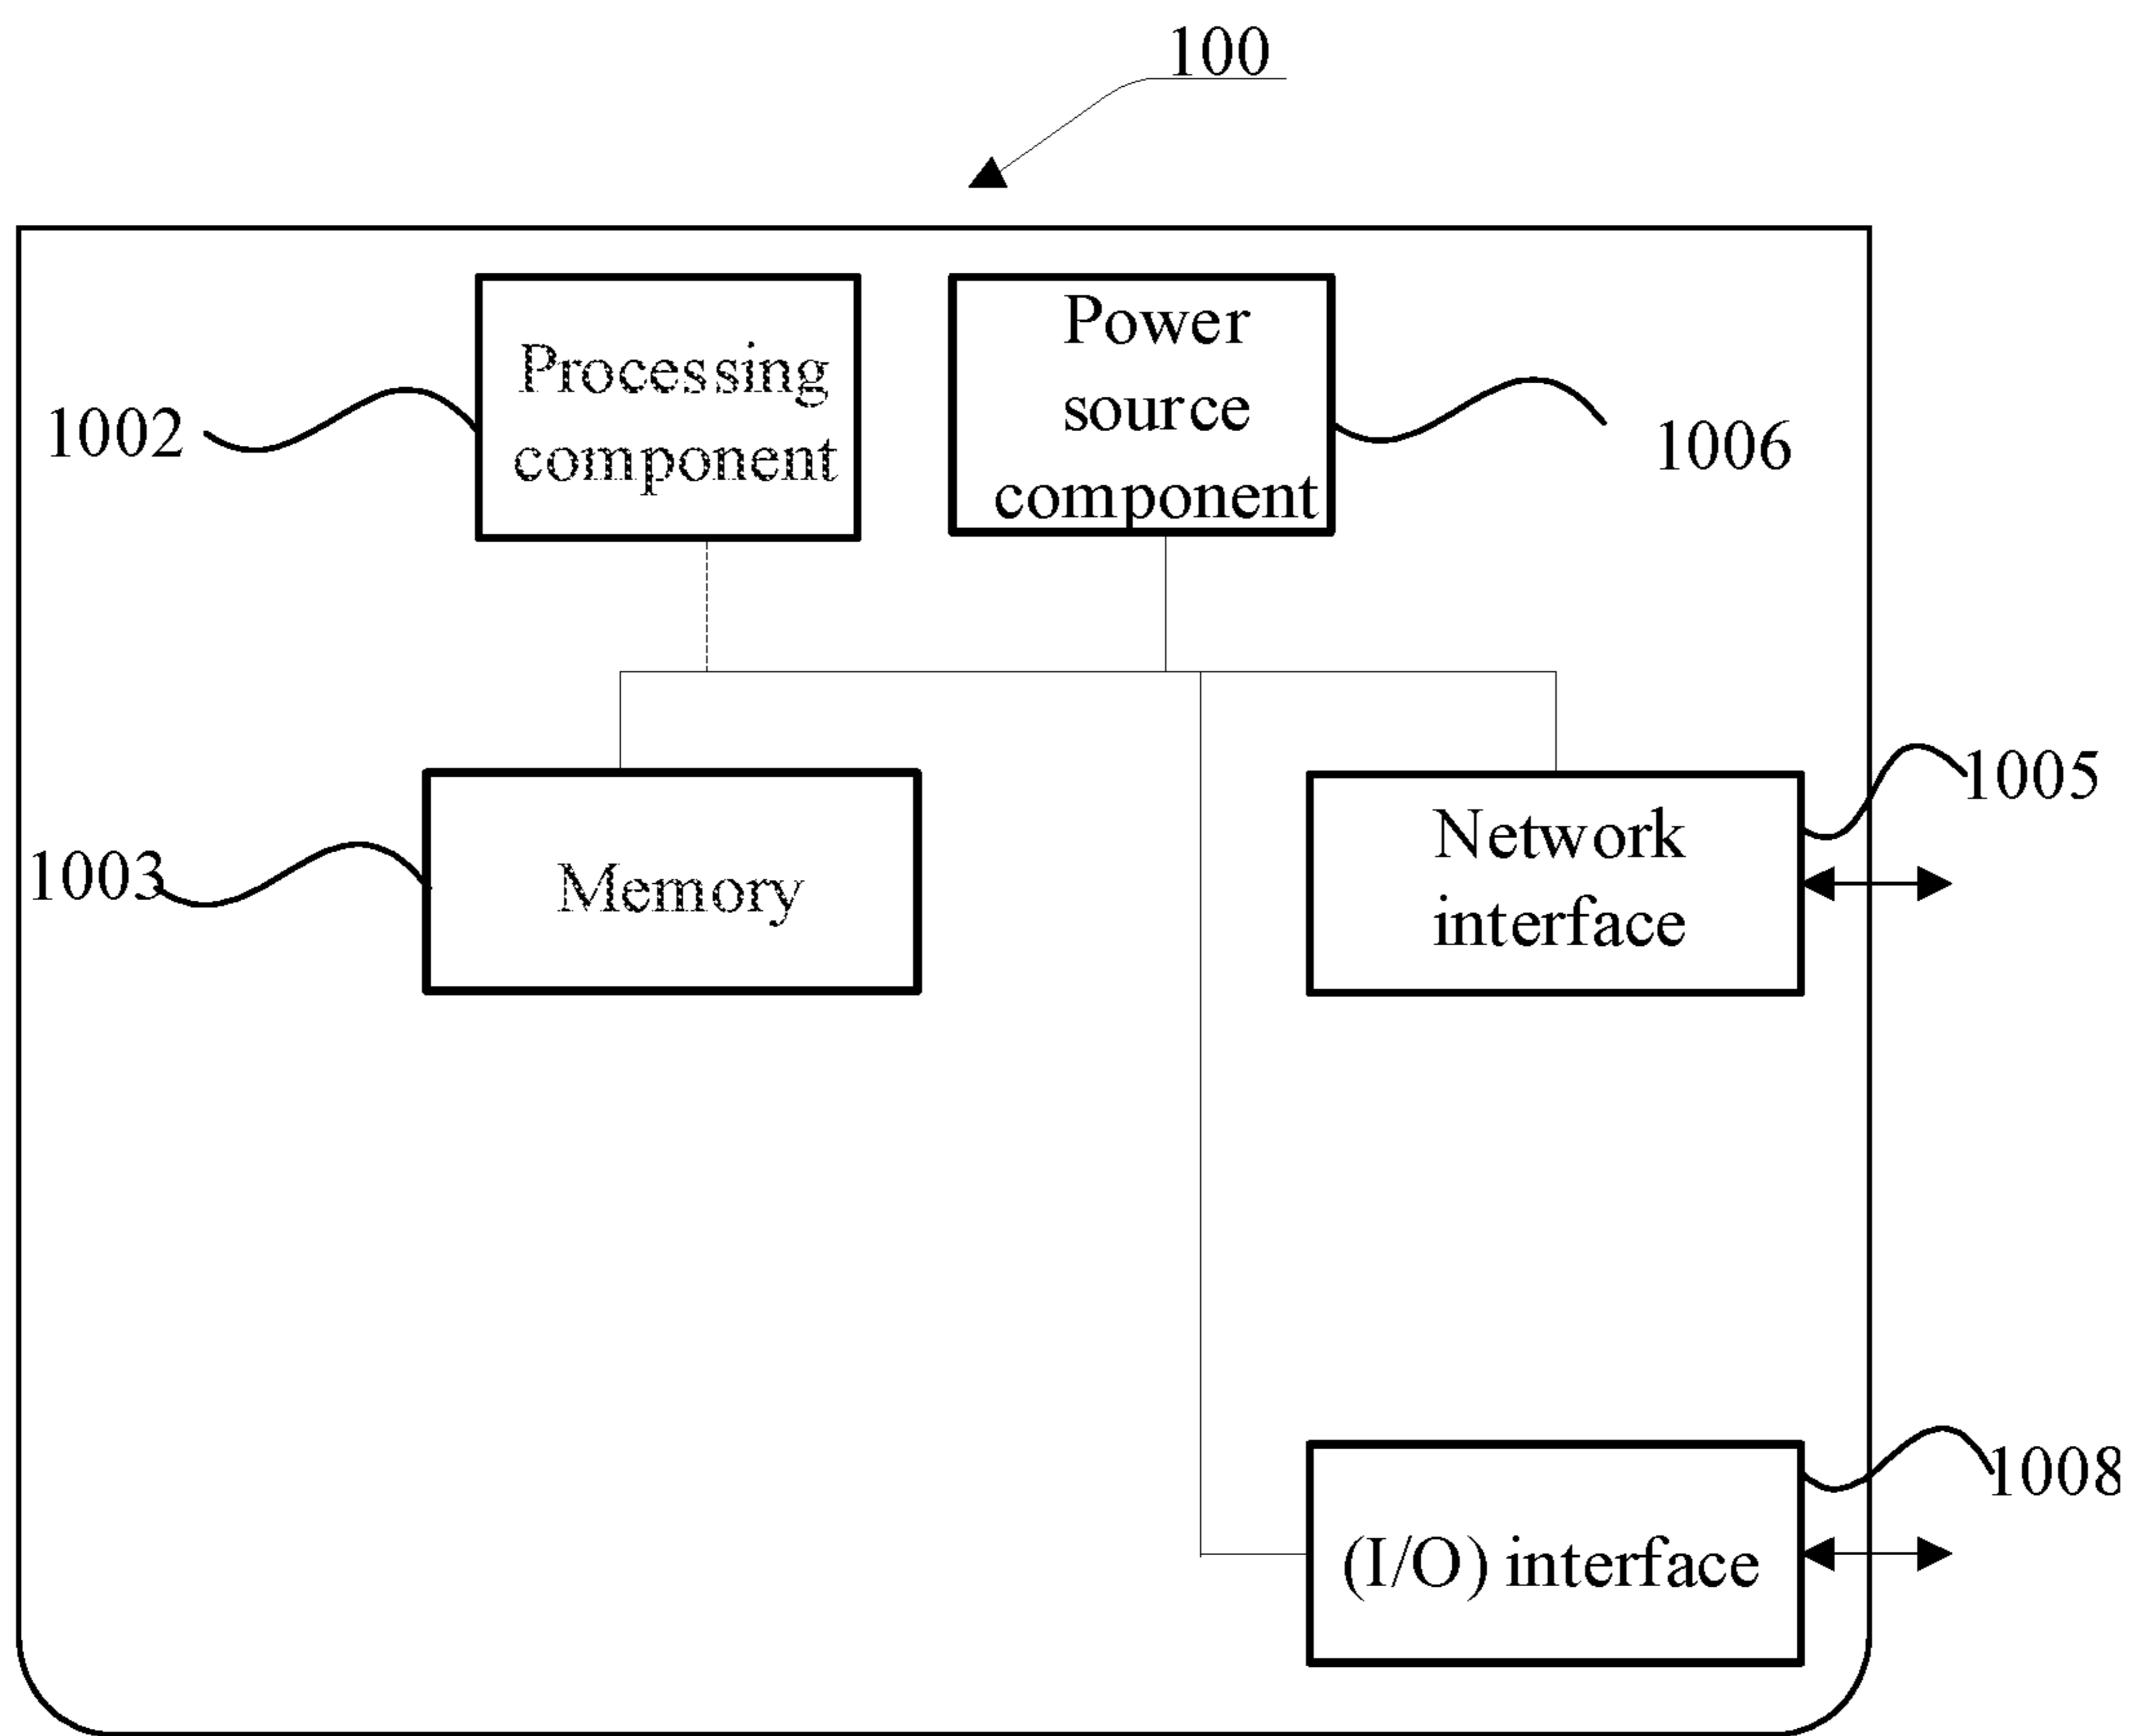 100
Processing
component
1002
Power
source
component
1006
1003
Memory
Network
interface
1005
(I/O) interface
1008